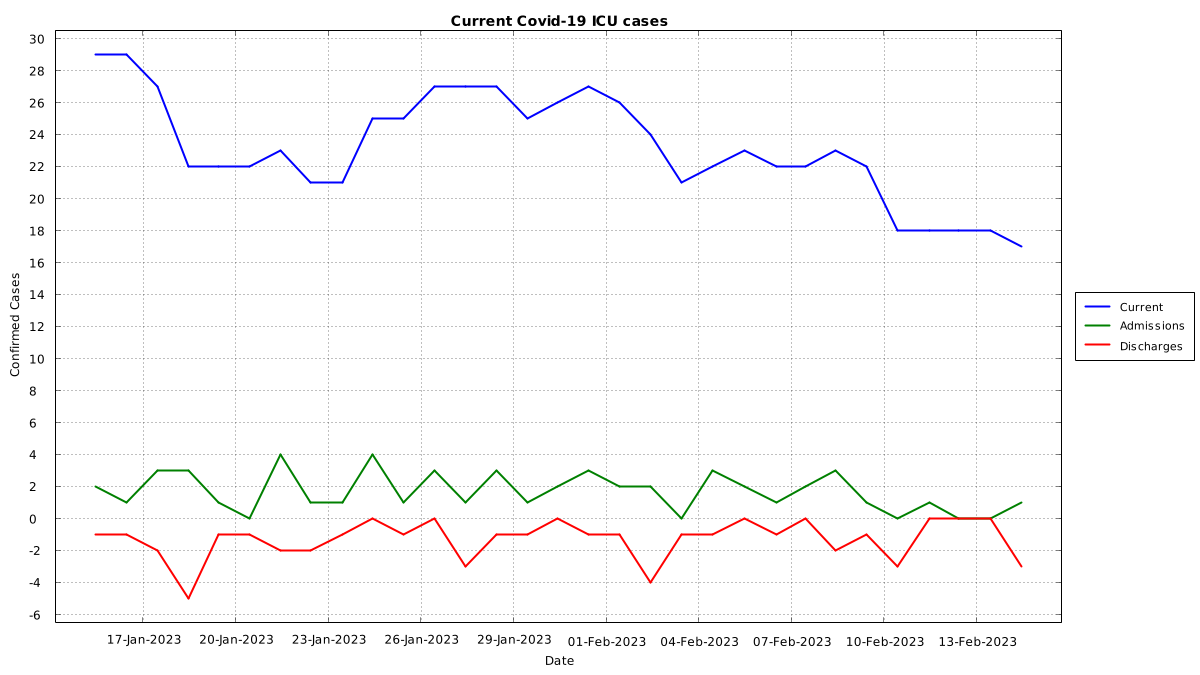 Current Covid-19 ICU cases
30
28
26
24
22
20
18
16
14
12
10
8
6
4
2
0
-2
-4
-6
Confirmed Cases
17-Jan-2023 20-Jan-2023 23-Jan-2023 26-Jan-2023 29-Jan-2023 01-Feb-2023 04-Feb-2023 07-Feb-2023 10-Feb-2023 13-Feb-2023
Date
Current
Admissions
Discharges